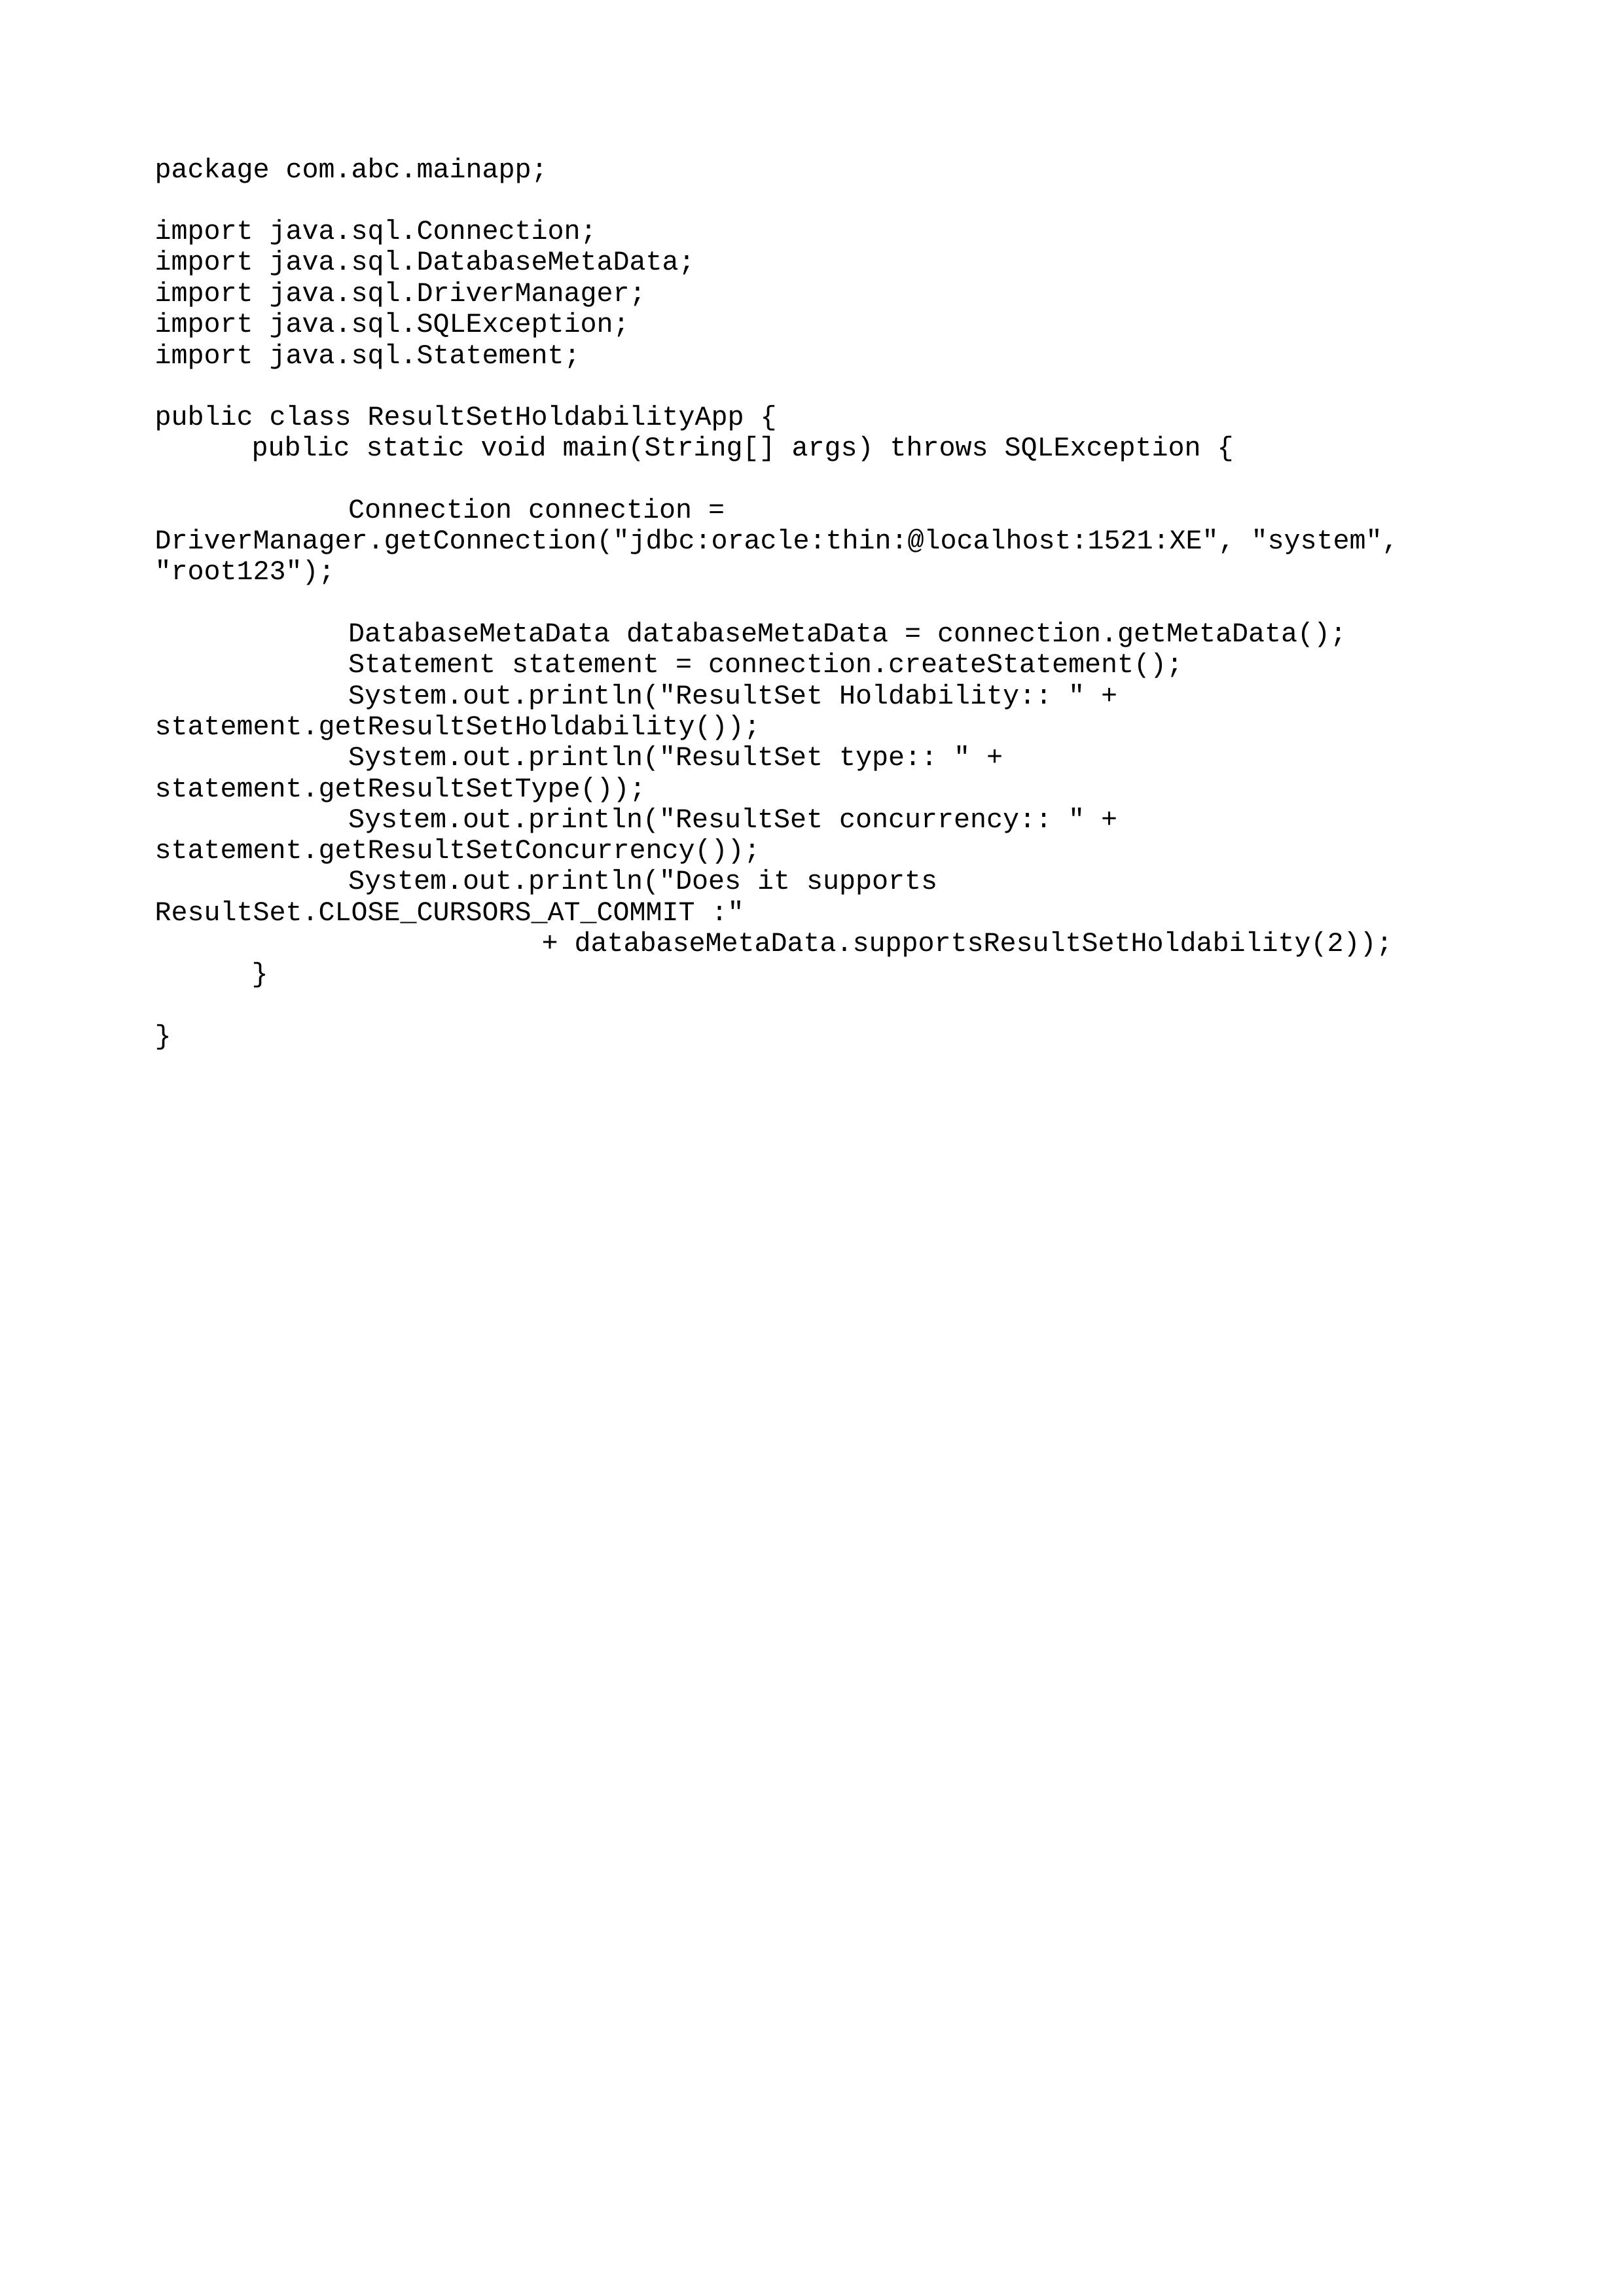 package com.abc.mainapp;

import java.sql.Connection;
import java.sql.DatabaseMetaData;
import java.sql.DriverManager;
import java.sql.SQLException;
import java.sql.Statement;

public class ResultSetHoldabilityApp {
	public static void main(String[] args) throws SQLException {

		Connection connection =
DriverManager.getConnection("jdbc:oracle:thin:@localhost:1521:XE", "system",
"root123");

		DatabaseMetaData databaseMetaData = connection.getMetaData();
		Statement statement = connection.createStatement();
		System.out.println("ResultSet Holdability:: " +
statement.getResultSetHoldability());
		System.out.println("ResultSet type:: " +
statement.getResultSetType());
		System.out.println("ResultSet concurrency:: " +
statement.getResultSetConcurrency());
		System.out.println("Does it supports
ResultSet.CLOSE_CURSORS_AT_COMMIT :"
				+ databaseMetaData.supportsResultSetHoldability(2));
	}

}